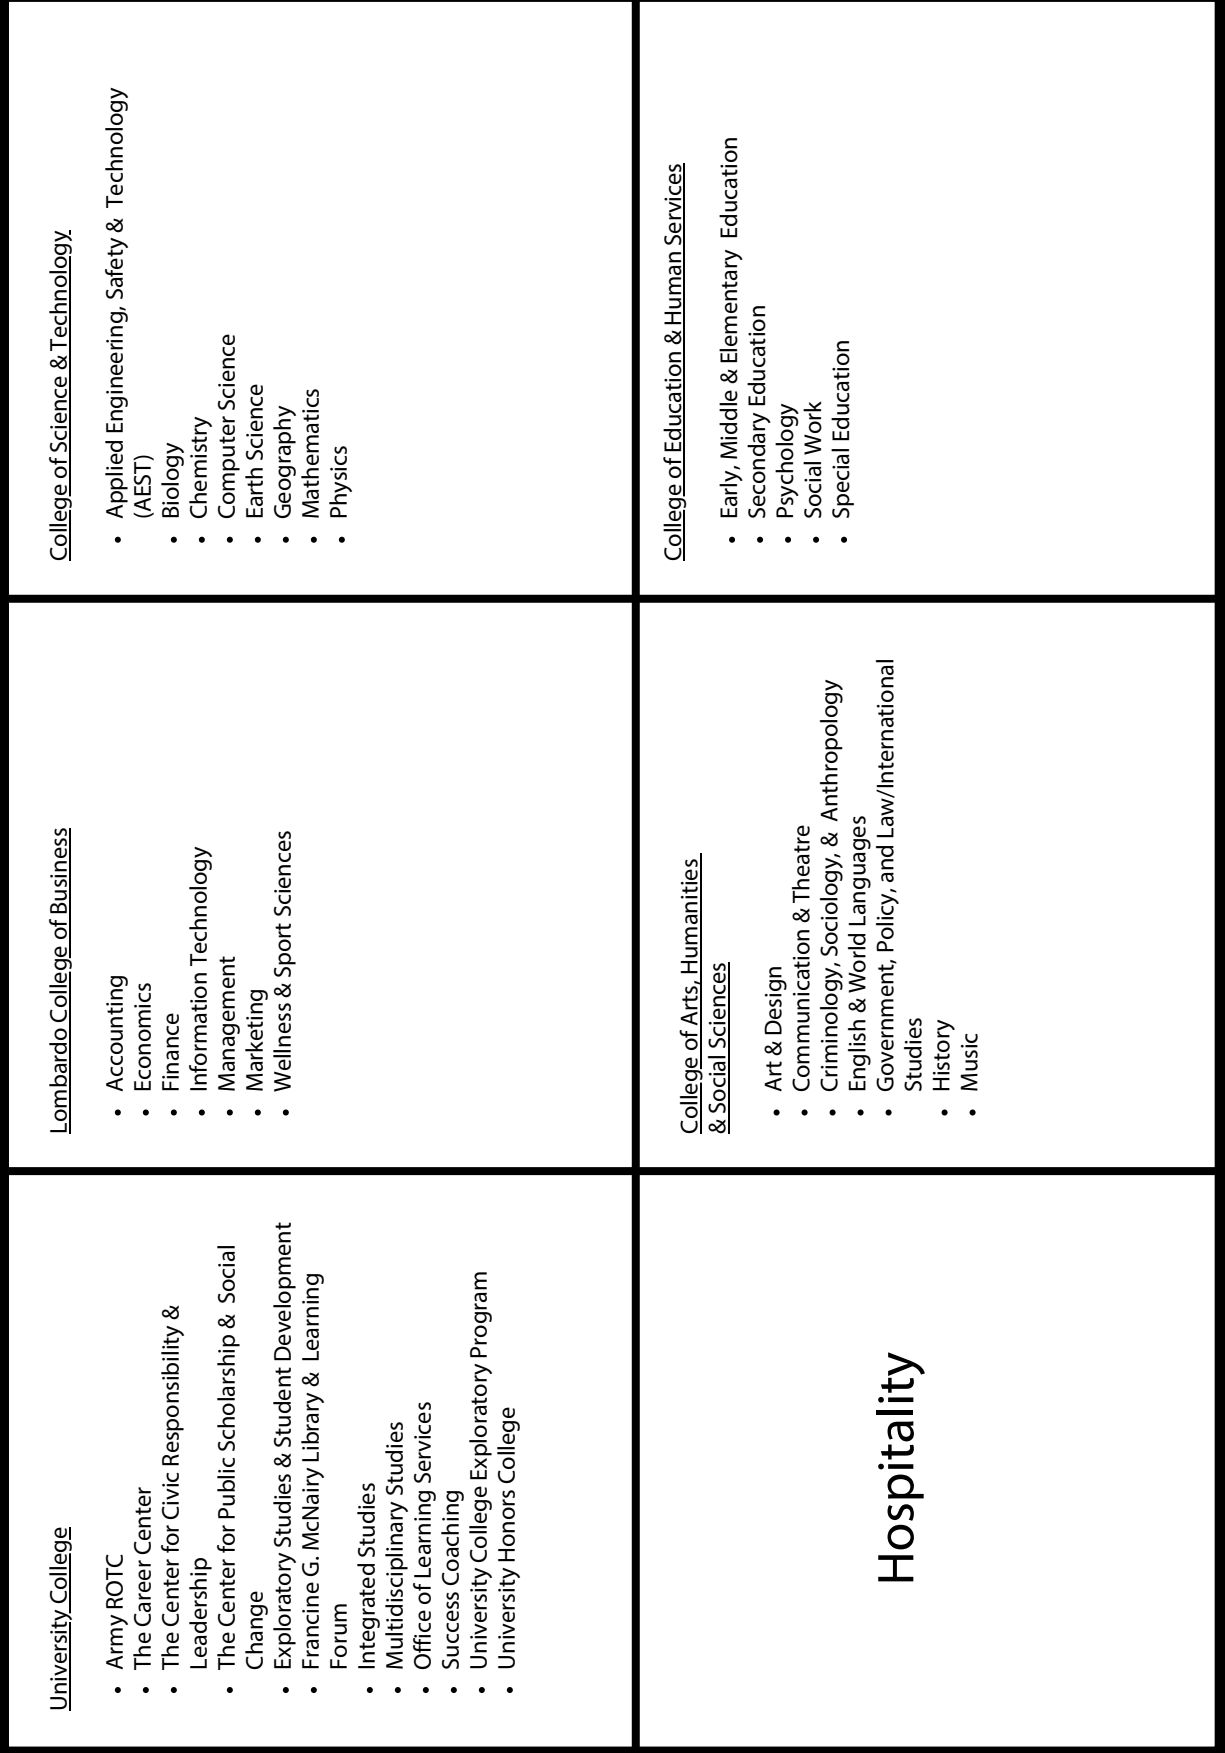 University College
• Army ROTC
• The Career Center
• The Center for Civic Responsibility &
Leadership
• The Center for Public Scholarship & Social
Change
• Exploratory Studies & Student Development
• Francine G. McNairy Library & Learning
Forum
• Integrated Studies
• Multidisciplinary Studies
• Office of Learning Services
• Success Coaching
• University College Exploratory Program
• University Honors College
Lombardo College of Business
• Accounting
• Economics
• Finance
• Information Technology
• Management
• Marketing
• Wellness & Sport Sciences
College of Science & Technology
• Applied Engineering, Safety & Technology
(AEST)
• Biology
• Chemistry
• Computer Science
• Earth Science
• Geography
• Mathematics
• Physics
Hospitality
College of Arts, Humanities
& Social Sciences
• Art & Design
• Communication & Theatre
• Criminology, Sociology, & Anthropology
• English & World Languages
• Government, Policy, and Law/International
Studies
• History
• Music
College of Education & Human Services
• Early, Middle & Elementary Education
• Secondary Education
• Psychology
• Social Work
• Special Education